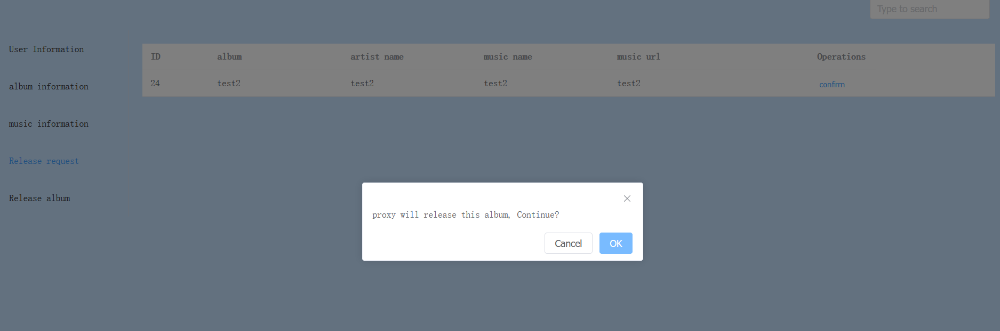 Type to search
User Information
album information
music information
Release request
Release album
ID album artist name music name music url Operations
24 test2 test2 test2 test2 confirm
proxy will release this album, Continue?
Cancel OK